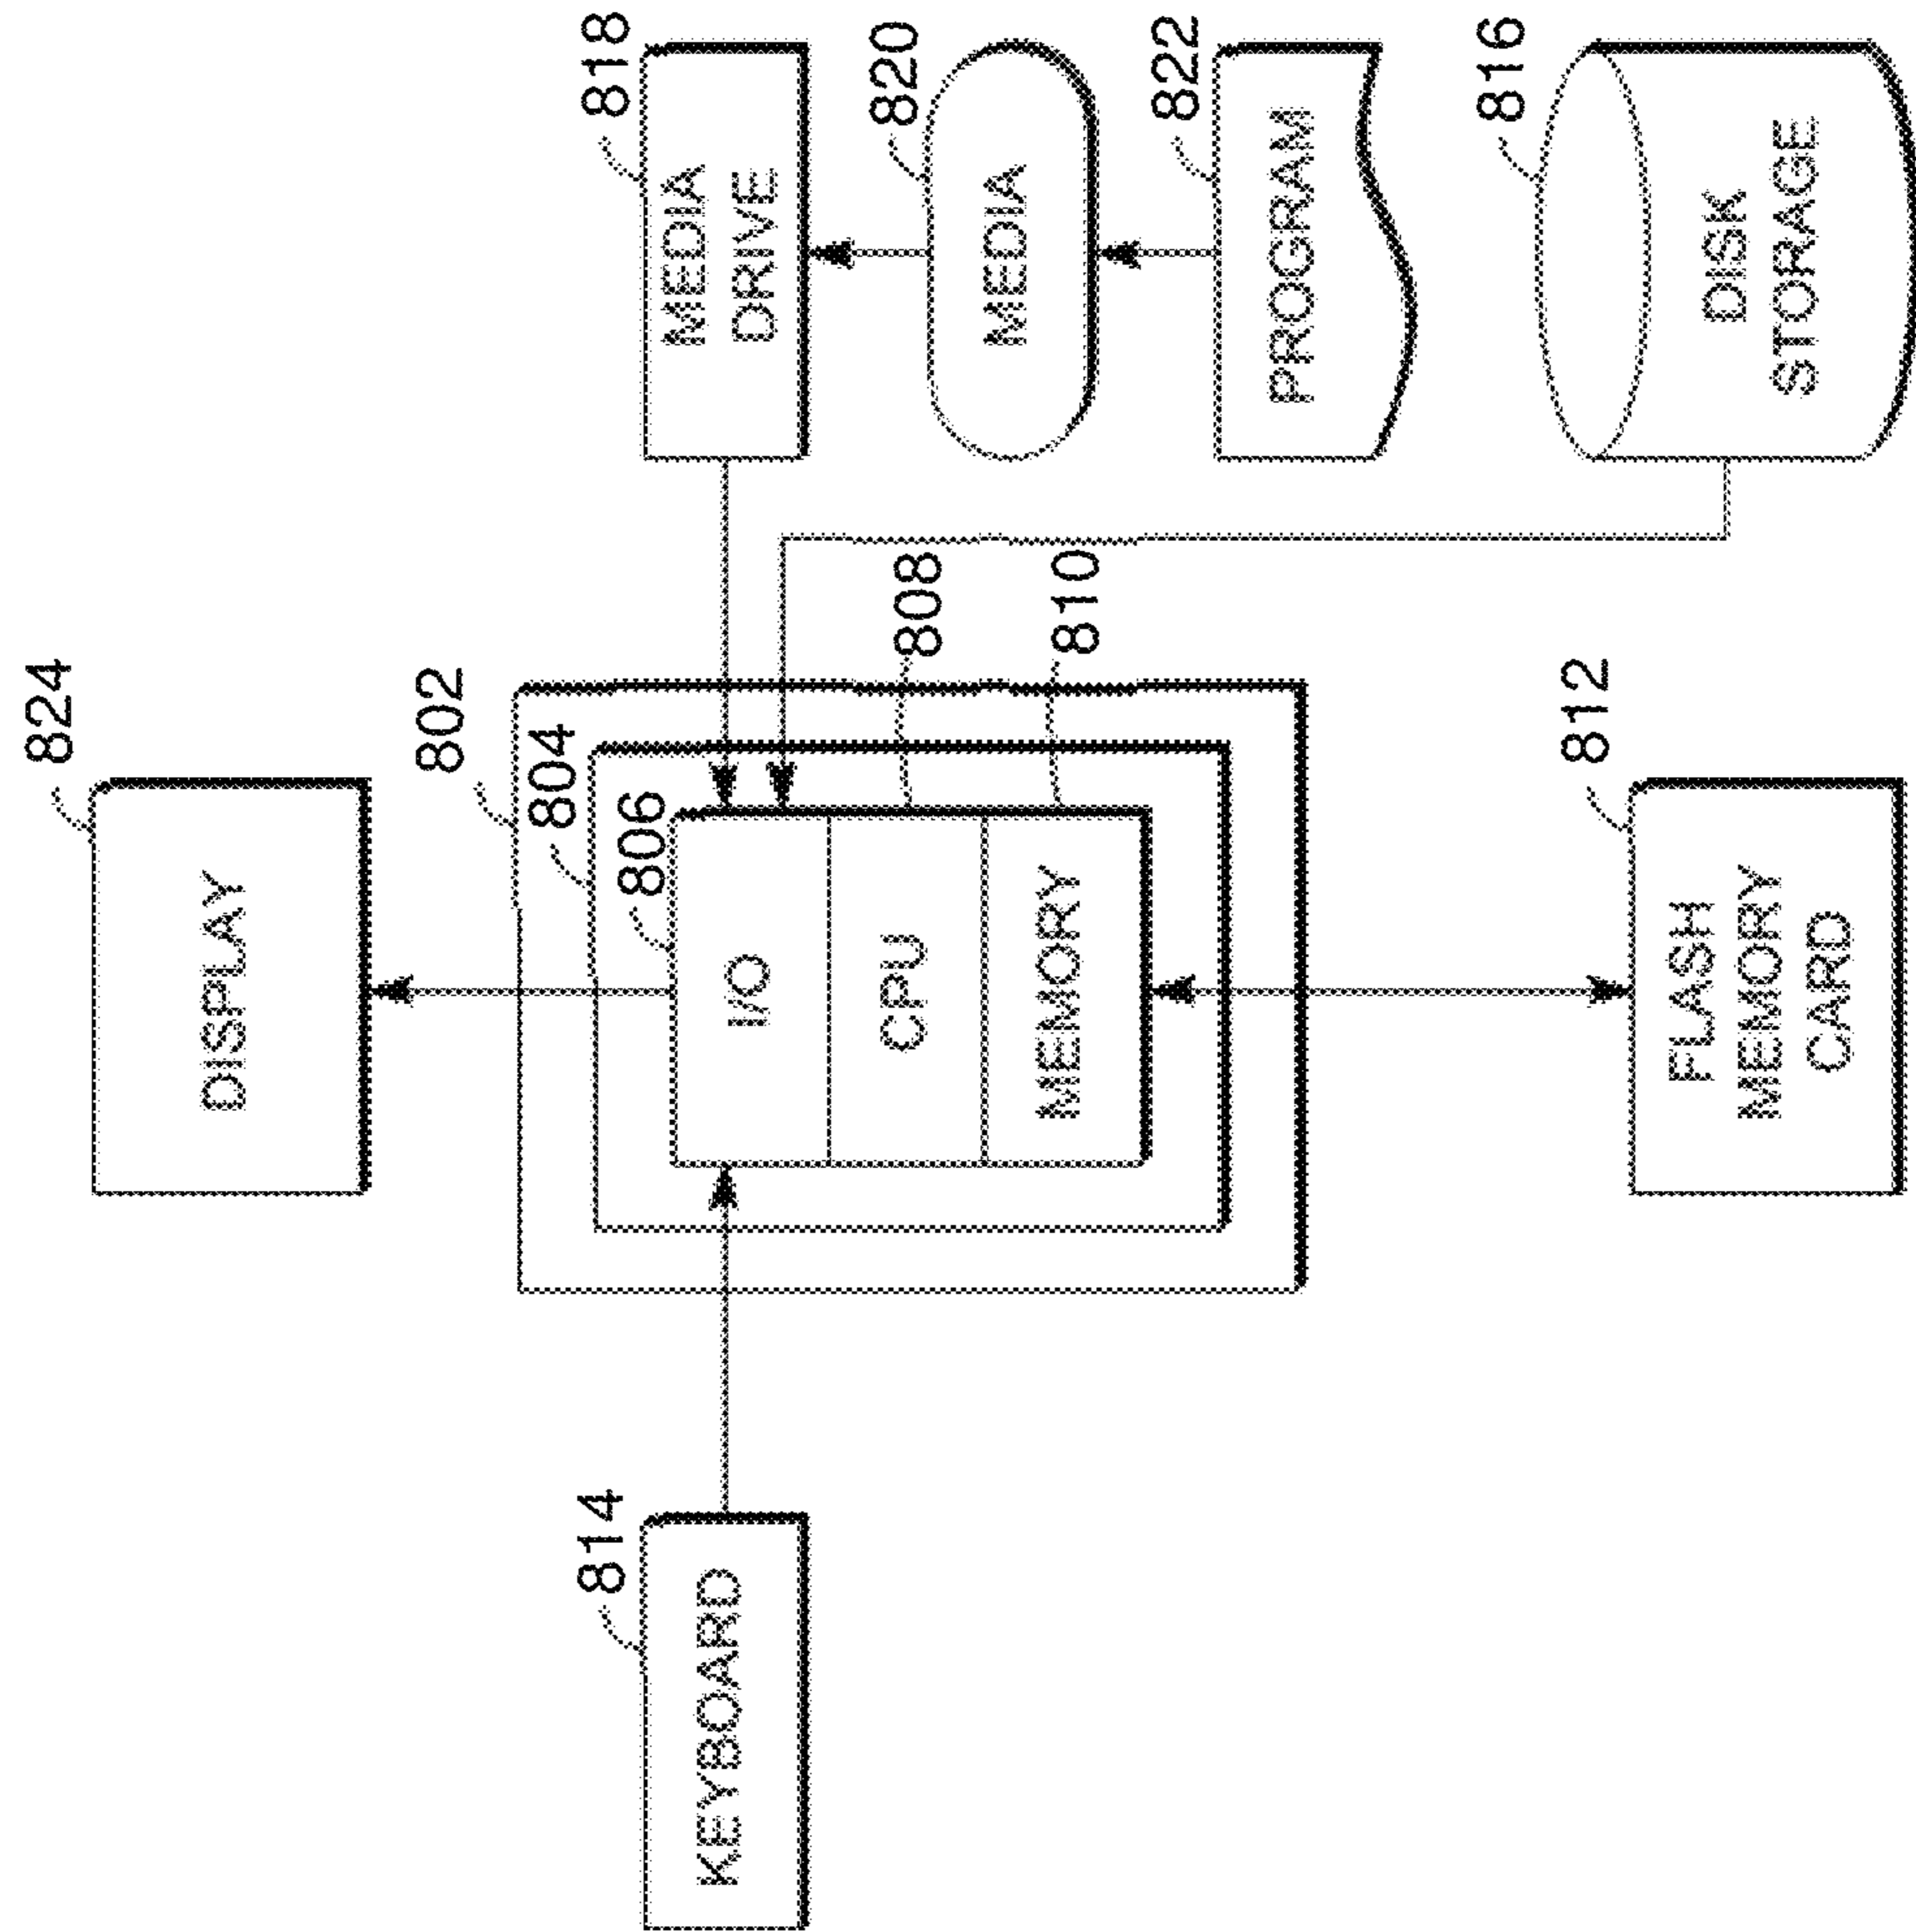 824
DISPLAY
802
804
806
I/O
CPU
MEMORY
808
810
814
KEYBOARD
812
FLASH
MEMORY
CARD
818
MEDIA
DRIVE
820
MEDIA
822
PROGRAM
816
DISK
STORAGE